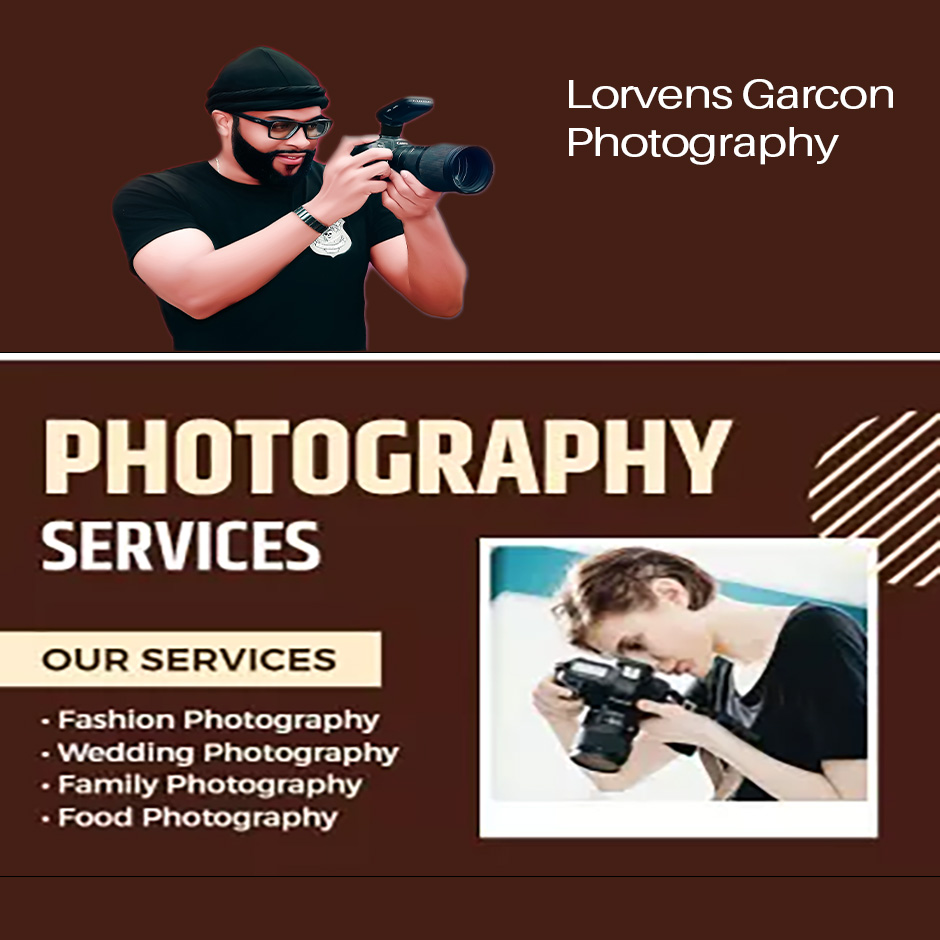 Lorvens Garcon
Photography
PHOTOGRAPHY
SERVICES
OUR SERVICES
• Fashion Photography
• Wedding Photography
• Family Photography
• Food Photography